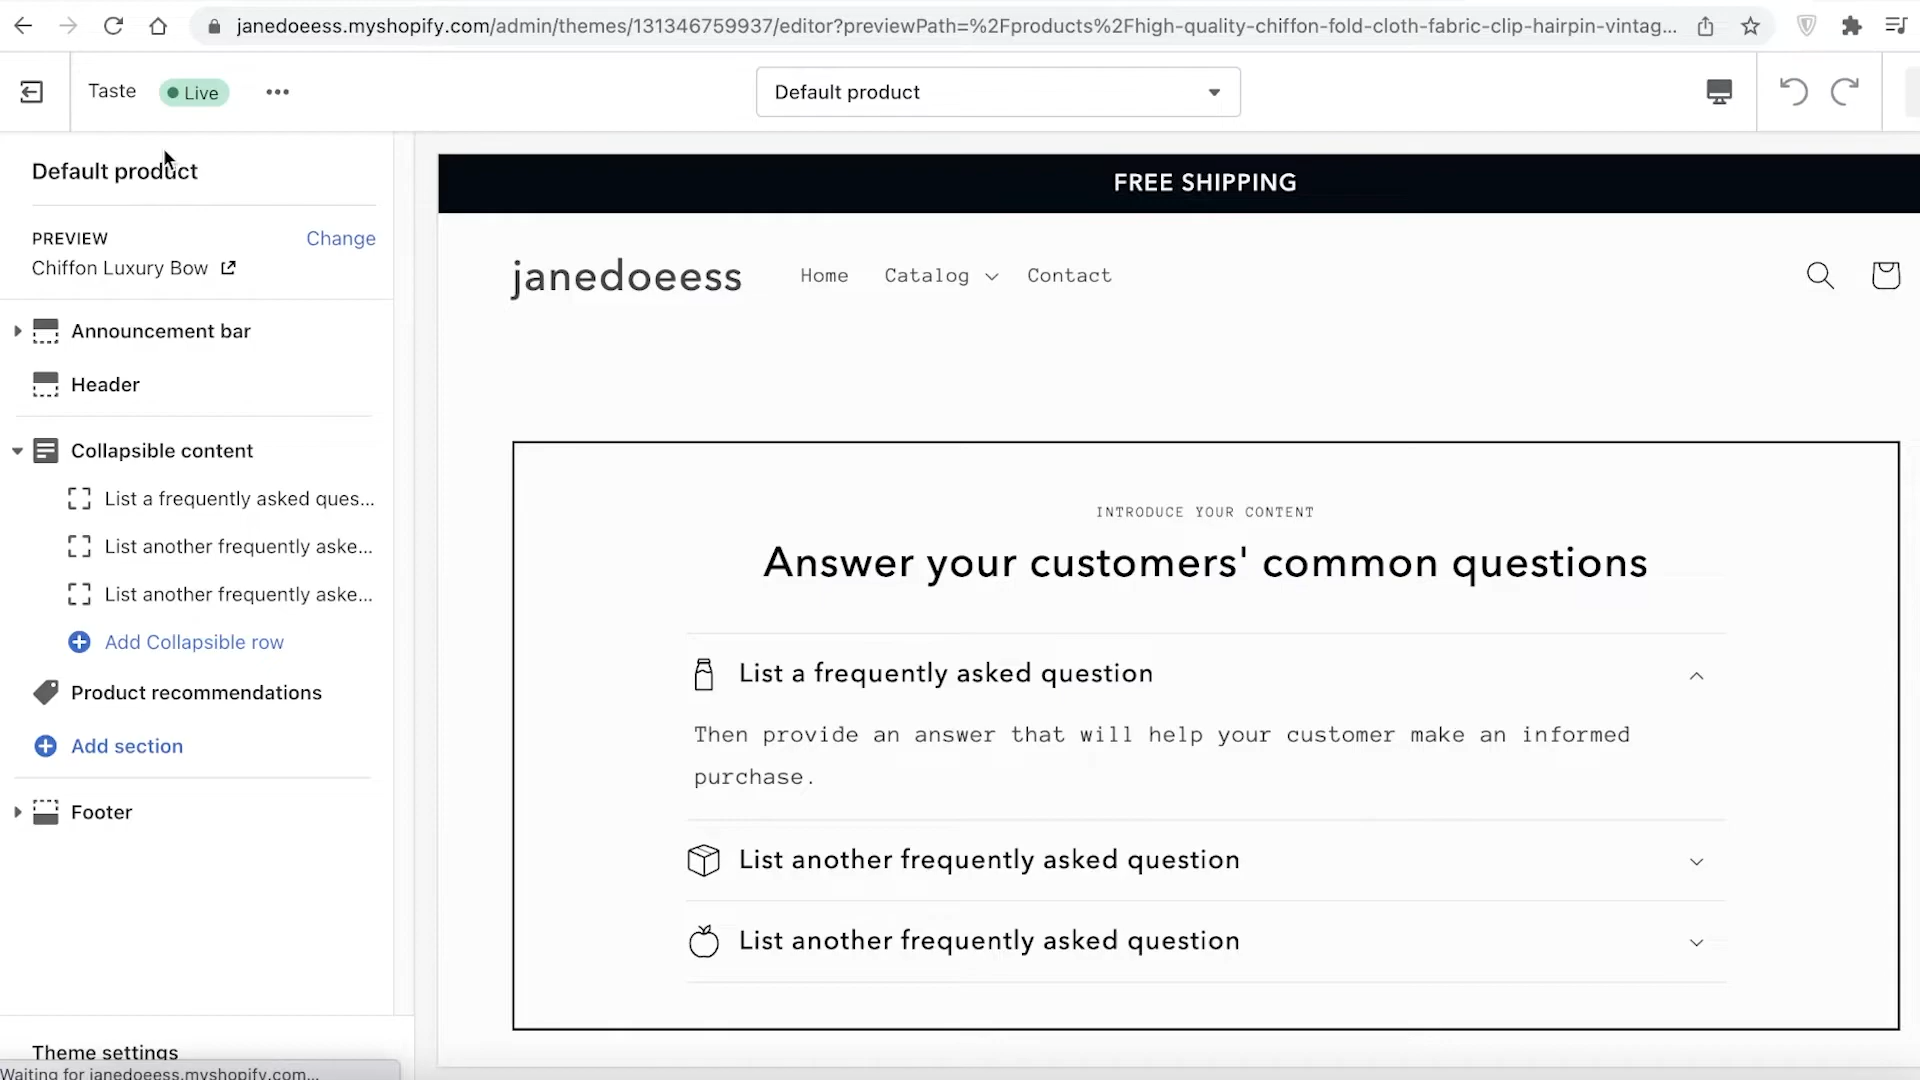 janedoeess.myshopify.com/admin/themes/131346759937/editor?previewPath=%2Fproducts%2Fhigh-quality-chiffon-fold-cloth-fabric-clip-hairpin-vintag...
Taste
Live
Default product
Default product
PREVIEW
Change
Chiffon Luxury Bow
Announcement bar
Header
Collapsible content
List a frequently asked ques...
List another frequently aske...
List another frequently aske...
Add Collapsible row
Product recommendations
Add section
Footer
Theme settings
Waiting for janedoeess.myshopify.com...
FREE SHIPPING
janedoeess
Home
Catalog
Contact
INTRODUCE YOUR CONTENT
Answer your customers' common questions
List a frequently asked question
Then provide an answer that will help your customer make an informed
purchase.
List another frequently asked question
List another frequently asked question